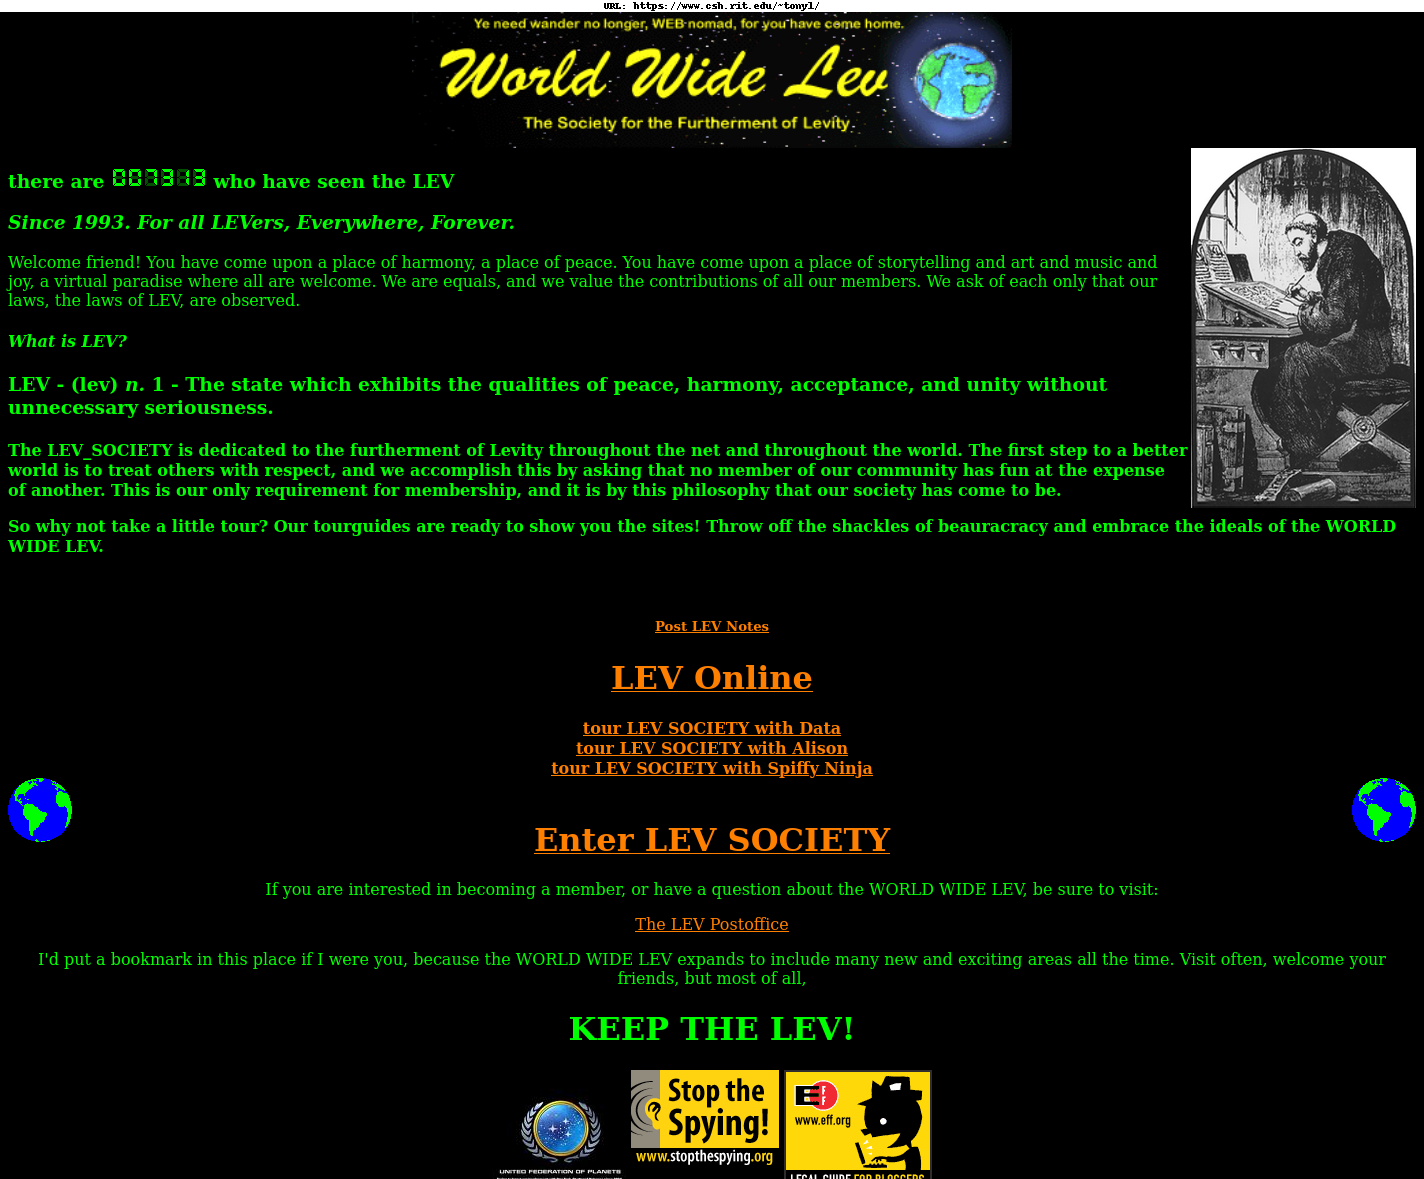 URL: https://www.csh.rit.edu/~tonyl/
Ye need wander no longer, WEB nomad, for you have come home.
World Wide Lev
The Society for the Furtherment of Levity
there are 007313 who have seen the LEV
Since 1993. For all LEVers, Everywhere, Forever.
Welcome friend! You have come upon a place of harmony, a place of peace. You have come upon a place of storytelling and art and music and
joy, a virtual paradise where all are welcome. We are equals, and we value the contributions of all our members. We ask of each only that our
laws, the laws of LEV, are observed.
What is LEV?
LEV - (lev) n. 1 - The state which exhibits the qualities of peace, harmony, acceptance, and unity without
unnecessary seriousness.
The LEV_SOCIETY is dedicated to the furtherment of Levity throughout the net and throughout the world. The first step to a better
world is to treat others with respect, and we accomplish this by asking that no member of our community has fun at the expense
of another. This is our only requirement for membership, and it is by this philosophy that our society has come to be.
So why not take a little tour? Our tourguides are ready to show you the sites! Throw off the shackles of beauracracy and embrace the ideals of the WORLD
WIDE LEV.
Post LEV Notes
LEV Online
tour LEV SOCIETY with Data
tour LEV SOCIETY with Alison
tour LEV SOCIETY with Spiffy Ninja
Enter LEV SOCIETY
If you are interested in becoming a member, or have a question about the WORLD WIDE LEV, be sure to visit:
The LEV Postoffice
I'd put a bookmark in this place if I were you, because the WORLD WIDE LEV expands to include many new and exciting areas all the time. Visit often, welcome your
friends, but most of all,
KEEP THE LEV!
UNITED FEDERATION OF PLANETS
Stop the
Spying!
www.stopthespying.org
EFF
www.eff.org
LEGAL GUIDE FOR BLOGGERS